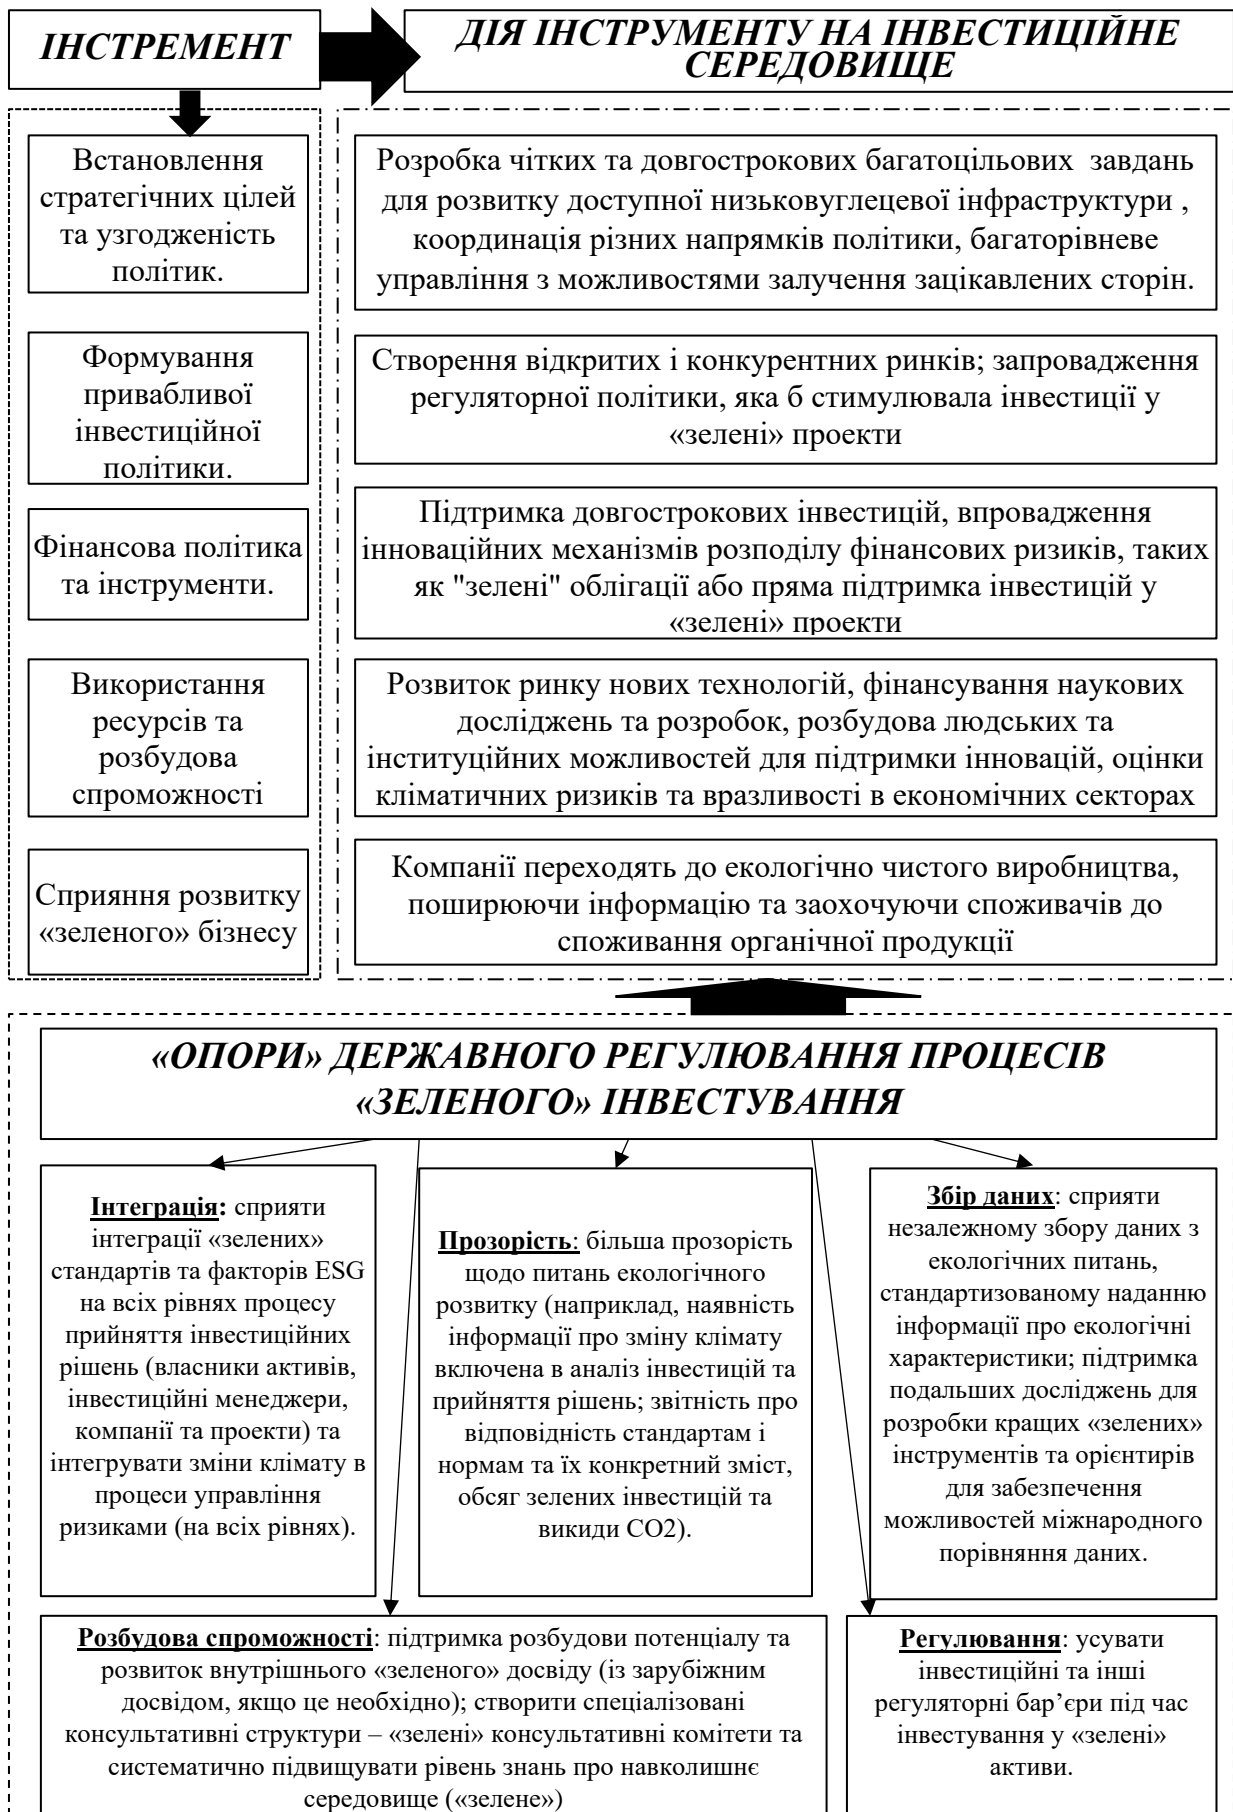 ІНСТРЕМЕНТ
ДІЯ ІНСТРУМЕНТУ НА ІНВЕСТИЦІЙНЕ
СЕРЕДОВИЩЕ
Встановлення
стратегічних цілей
та узгодженість
політик.
Розробка чітких та довгострокових багатоцільових завдань
для розвитку доступної низьковуглецевої інфраструктури ,
координація різних напрямків політики, багаторівневе
управління з можливостями залучення зацікавлених сторін.
Формування
привабливої
інвестиційної
політики.
Створення відкритих і конкурентних ринків; запровадження
регуляторної політики, яка б стимулювала інвестиції у
«зелені» проекти
Фінансова політика
та інструменти.
Підтримка довгострокових інвестицій, впровадження
інноваційних механізмів розподілу фінансових ризиків, таких
як "зелені" облігації або пряма підтримка інвестицій у
«зелені» проекти
Використання
ресурсів та
розбудова
спроможності
Розвиток ринку нових технологій, фінансування наукових
досліджень та розробок, розбудова людських та
інституційних можливостей для підтримки інновацій, оцінки
кліматичних ризиків та вразливості в економічних секторах
Сприяння розвитку
«зеленого» бізнесу
Компанії переходять до екологічно чистого виробництва,
поширюючи інформацію та заохочуючи споживачів до
споживання органічної продукції
«ОПОРИ» ДЕРЖАВНОГО РЕГУЛЮВАННЯ ПРОЦЕСІВ
«ЗЕЛЕНОГО» ІНВЕСТУВАННЯ
Інтеграція: сприяти
інтеграції «зелених»
стандартів та факторів ESG
на всіх рівнях процесу
прийняття інвестиційних
рішень (власники активів,
інвестиційні менеджери,
компанії та проекти) та
інтегрувати зміни клімату в
процеси управління
ризиками (на всіх рівнях).
Прозорість: більша прозорість
щодо питань екологічного
розвитку (наприклад, наявність
інформації про зміну клімату
включена в аналіз інвестицій та
прийняття рішень; звітність про
відповідність стандартам і
нормам та їх конкретний зміст,
обсяг зелених інвестицій та
викиди СО2).
Збір даних: сприяти
незалежному збору даних з
екологічних питань,
стандартизованому наданню
інформації про екологічні
характеристики; підтримка
подальших досліджень для
розробки кращих «зелених»
інструментів та орієнтирів
для забезпечення
можливостей міжнародного
порівняння даних.
Розбудова спроможності: підтримка розбудови потенціалу та
розвиток внутрішнього «зеленого» досвіду (із зарубіжним
досвідом, якщо це необхідно); створити спеціалізовані
консультативні структури – «зелені» консультативні комітети та
систематично підвищувати рівень знань про навколишнє
середовище («зелене»)
Регулювання: усувати
інвестиційні та інші
регуляторні бар’єри під час
інвестування у «зелені»
активи.